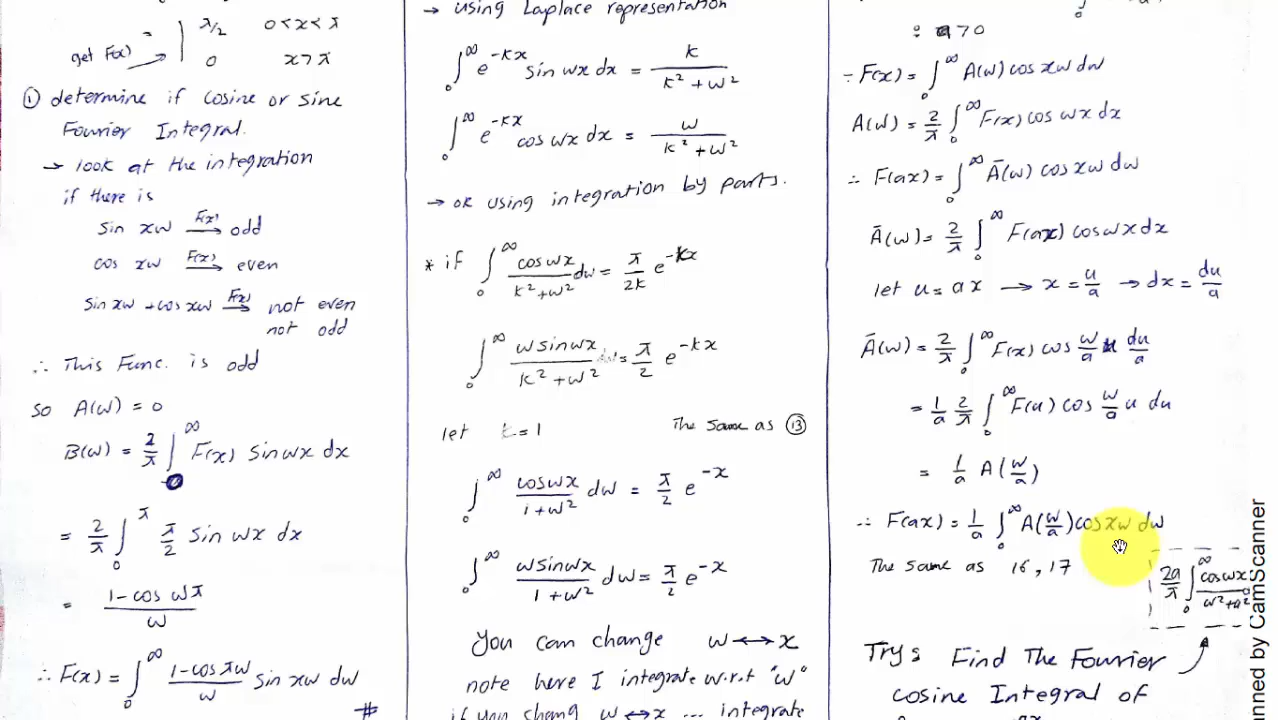 π/2 0<x<π
get F(x) → 0 x>π
① determine if Cosine or sine
Fourier Integral.
→ look at the integration
if there is
sin xw —F(x)→ odd
cos xw —F(x)→ even
sin xw + cos xw —F(x)→ not even
not odd
∴ This Func. is odd
so A(w) = 0
B(w) = 2/π ∫₀^∞ F(x) sin wx dx
= 2/π ∫₀^π π/2 sin wx dx
= (1 - cos wπ)/w
∴ F(x) = ∫₀^∞ (1 - cos πw)/w sin xw dw
#
→ using Laplace representation
∫₀^∞ e^(-kx) sin wx dx = k/(k² + w²)
∫₀^∞ e^(-kx) cos wx dx = w/(k² + w²)
→ or using integration by parts.
* if ∫₀^∞ cos wx/(k² + w²) dw = π/2k e^(-kx)
∫₀^∞ w sin wx/(k² + w²) dw = π/2 e^(-kx)
let k = 1 The same as ⑬
∫₀^∞ cos wx/(1 + w²) dw = π/2 e^(-x)
∫₀^∞ w sin wx/(1 + w²) dw = π/2 e^(-x)
You can change w ↔ x
note here I integrate w.r.t "w"
if you chang w ↔ x ... integrate
: a>0
∵ F(x) = ∫₀^∞ A(w) cos xw dw
A(w) = 2/π ∫₀^∞ F(x) cos wx dx
∴ F(ax) = ∫₀^∞ Ā(w) cos xw dw
Ā(w) = 2/π ∫₀^∞ F(ax) cos wx dx
let u = ax → x = u/a → dx = du/a
Ā(w) = 2/π ∫₀^∞ F(x) cos w/a u du/a
= 1/a 2/π ∫₀^∞ F(u) cos w/a u du
= 1/a A(w/a)
∴ F(ax) = 1/a ∫₀^∞ A(w/a) cos xw dw
The same as 16, 17
2a/π ∫₀^∞ cos wx/(w² + a²)
Try: Find The Fourier
cosine Integral of
Scanned by CamScanner